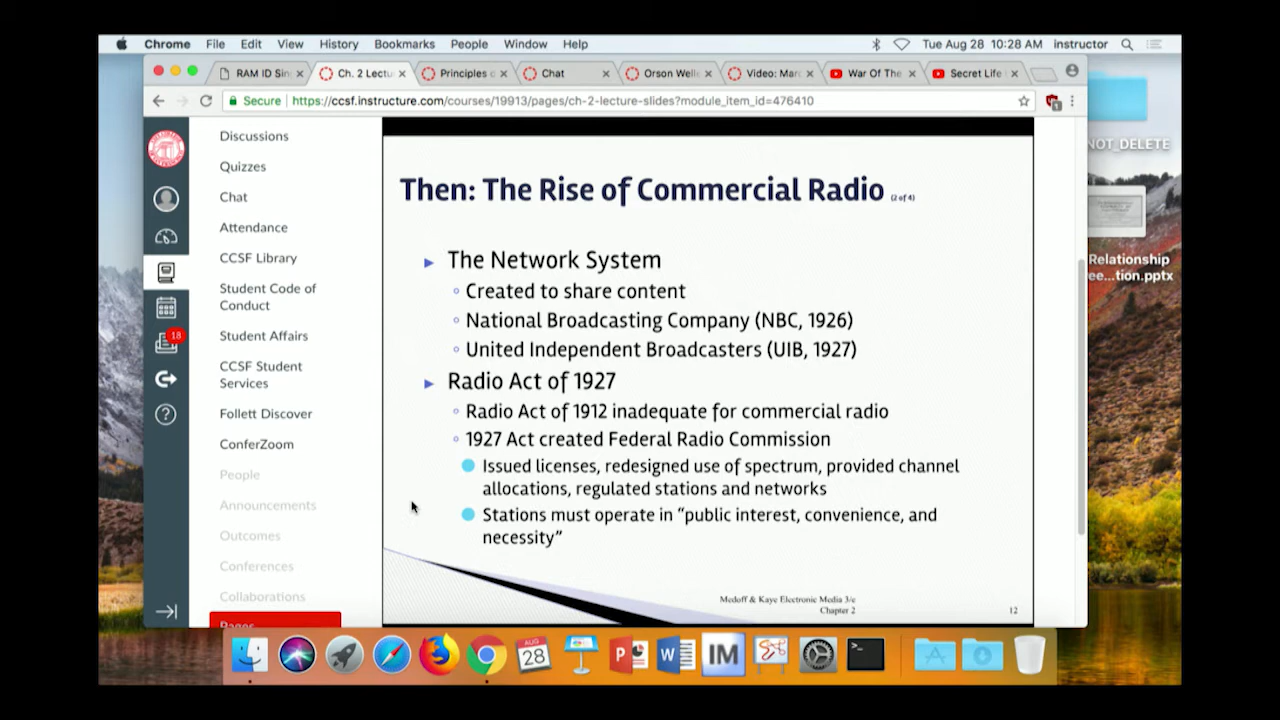 Chrome File Edit View History Bookmarks People Window Help Tue Aug 28 10:28 AM instructor
RAM ID Sin Ch. 2 Lectu Principles Chat Orson Well Video: Mar War Of The Secret Life
Secure https://ccsf.instructure.com/courses/19913/pages/ch-2-lecture-slides?module_item_id=476410
1
NOT_DELETE
Relationship
ee...tion.pptx
18
Discussions
Quizzes
Chat
Attendance
CCSF Library
Student Code of
Conduct
Student Affairs
CCSF Student
Services
Follett Discover
ConferZoom
People
Announcements
Outcomes
Conferences
Collaborations
Pages
Then: The Rise of Commercial Radio (2 of 4)
The Network System
Created to share content
National Broadcasting Company (NBC, 1926)
United Independent Broadcasters (UIB, 1927)
Radio Act of 1927
Radio Act of 1912 inadequate for commercial radio
1927 Act created Federal Radio Commission
Issued licenses, redesigned use of spectrum, provided channel
allocations, regulated stations and networks
Stations must operate in “public interest, convenience, and
necessity”
Medoff & Kaye Electronic Media 3/e
Chapter 2
12
AUG
28
P
W
IM